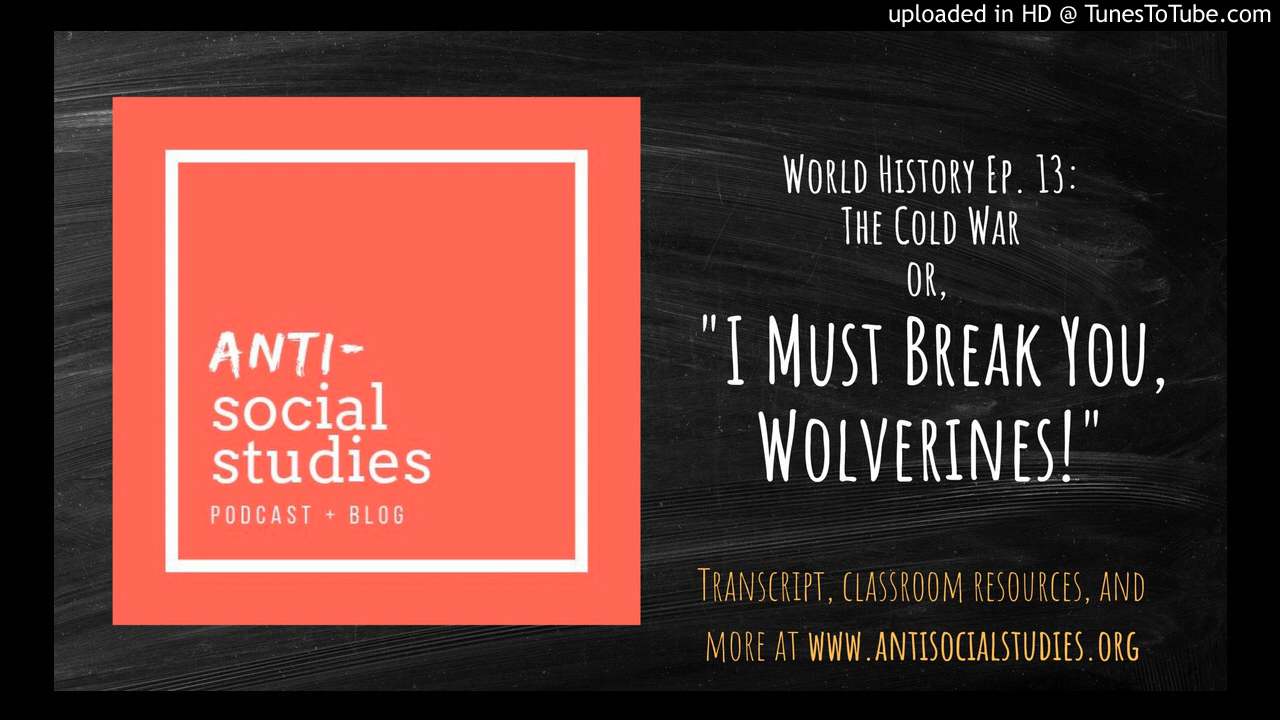 uploaded in HD @ TunesToTube.com
ANTI-
social
studies
PODCAST + BLOG
World History Ep. 13:
The Cold War
or,
"I Must Break You,
Wolverines!"
Transcript, classroom resources, and
more at www.antisocialstudies.org